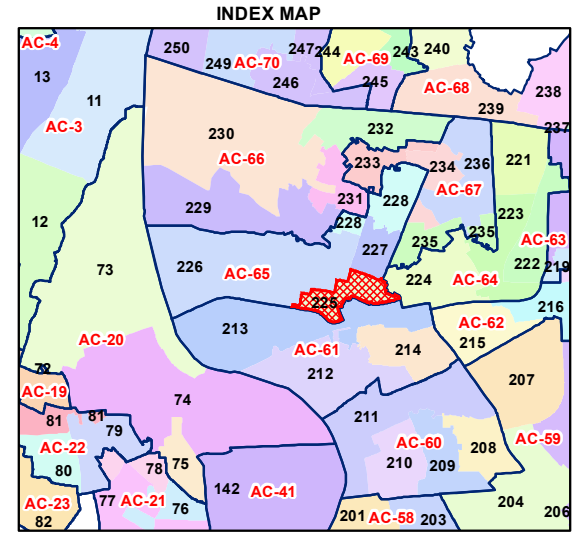 INDEX MAP
AC-4
250
249
AC-70
247
244
AC-69
243
240
246
245
AC-68
238
13
11
239
AC-3
230
232
237
AC-66
233
234
236
221
AC-67
231
228
229
228
223
12
235
235
AC-63
227
73
226
AC-65
224
AC-64
222
219
225
216
213
AC-62
AC-20
AC-61
214
215
72
212
207
AC-19
74
81
81
79
211
AC-22
AC-60
208
AC-59
80
78
75
210
209
AC-23
77
AC-21
76
142
AC-41
204
206
82
201
AC-58
203